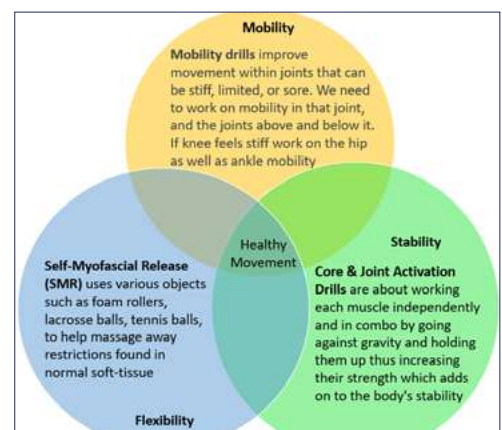 Mobility
Mobility drills improve
movement within joints that can
be stiff, limited, or sore. We need
to work on mobility in that joint,
and the joints above and below it.
If knee feels stiff work on the hip
as well as ankle mobility
Healthy
Movement
Self-Myofascial Release
(SMR) uses various objects
such as foam rollers,
lacrosse balls, tennis balls,
to help massage away
restrictions found in
normal soft-tissue
Flexibility
Stability
Core & Joint Activation
Drills are about working
each muscle independently
and in combo by going
against gravity and holding
them up thus increasing
their strength which adds
on to the body's stability